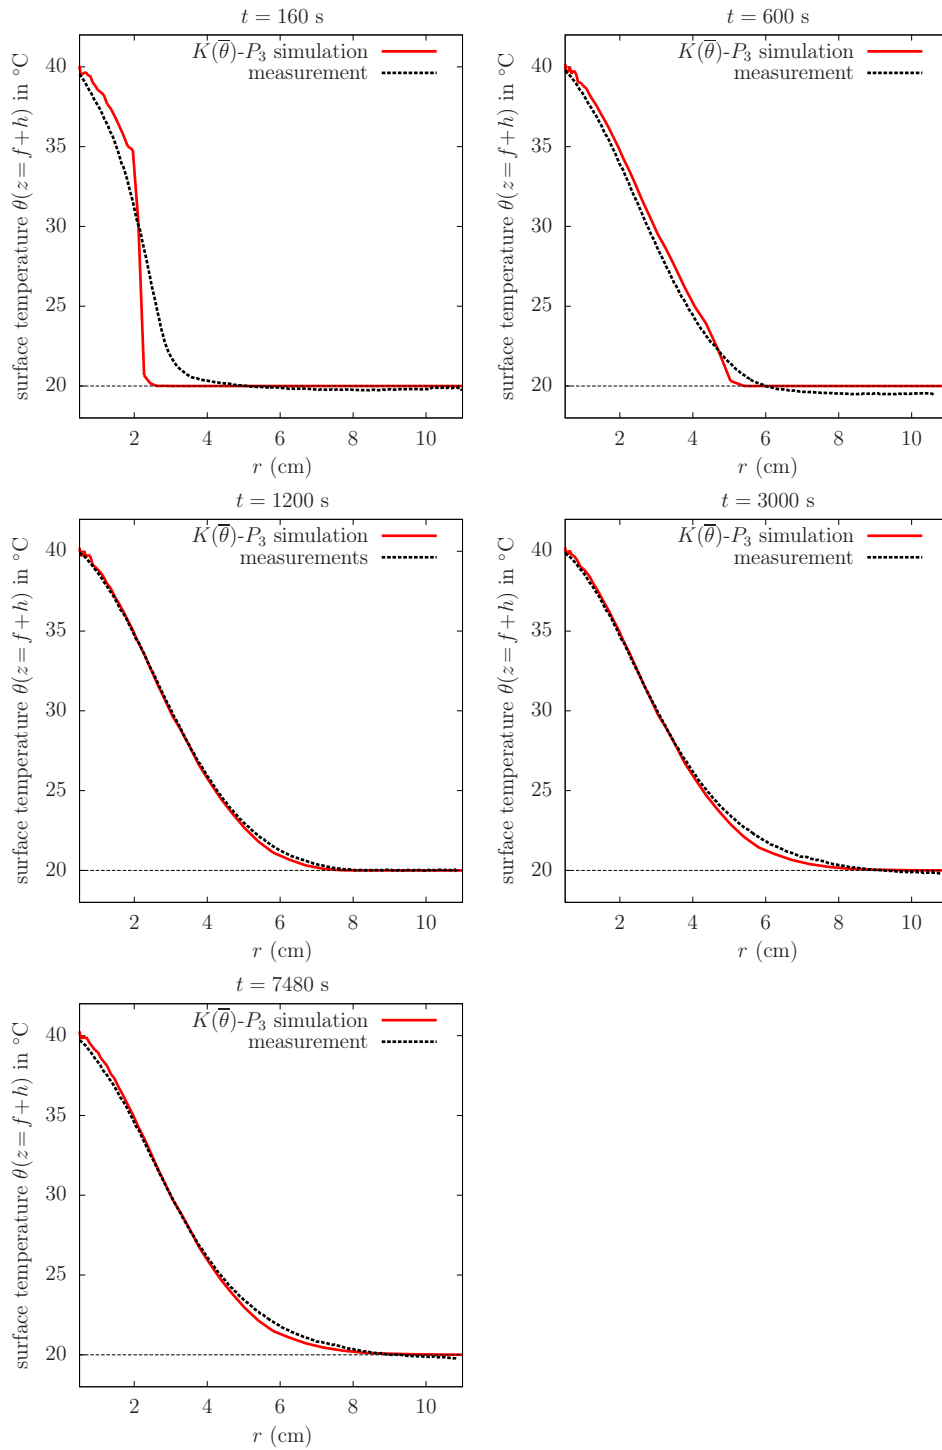 t = 160 s
K(θ̅)-P₃ simulation
measurement
surface temperature θ(z=f+h) in °C
40
35
30
25
20
2 4 6 8 10
r (cm)
t = 600 s
K(θ̅)-P₃ simulation
measurement
surface temperature θ(z=f+h) in °C
40
35
30
25
20
2 4 6 8 10
r (cm)
t = 1200 s
K(θ̅)-P₃ simulation
measurements
surface temperature θ(z=f+h) in °C
40
35
30
25
20
2 4 6 8 10
r (cm)
t = 3000 s
K(θ̅)-P₃ simulation
measurement
surface temperature θ(z=f+h) in °C
40
35
30
25
20
2 4 6 8 10
r (cm)
t = 7480 s
K(θ̅)-P₃ simulation
measurement
surface temperature θ(z=f+h) in °C
40
35
30
25
20
2 4 6 8 10
r (cm)